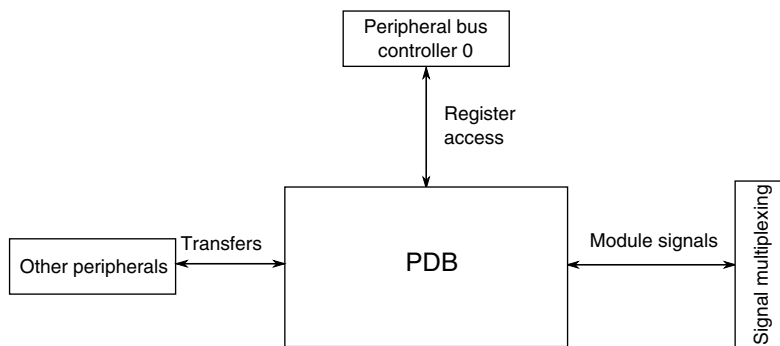 Peripheral bus
controller 0
Register
access
Transfers
Other peripherals
PDB
Module signals
Signal multiplexing